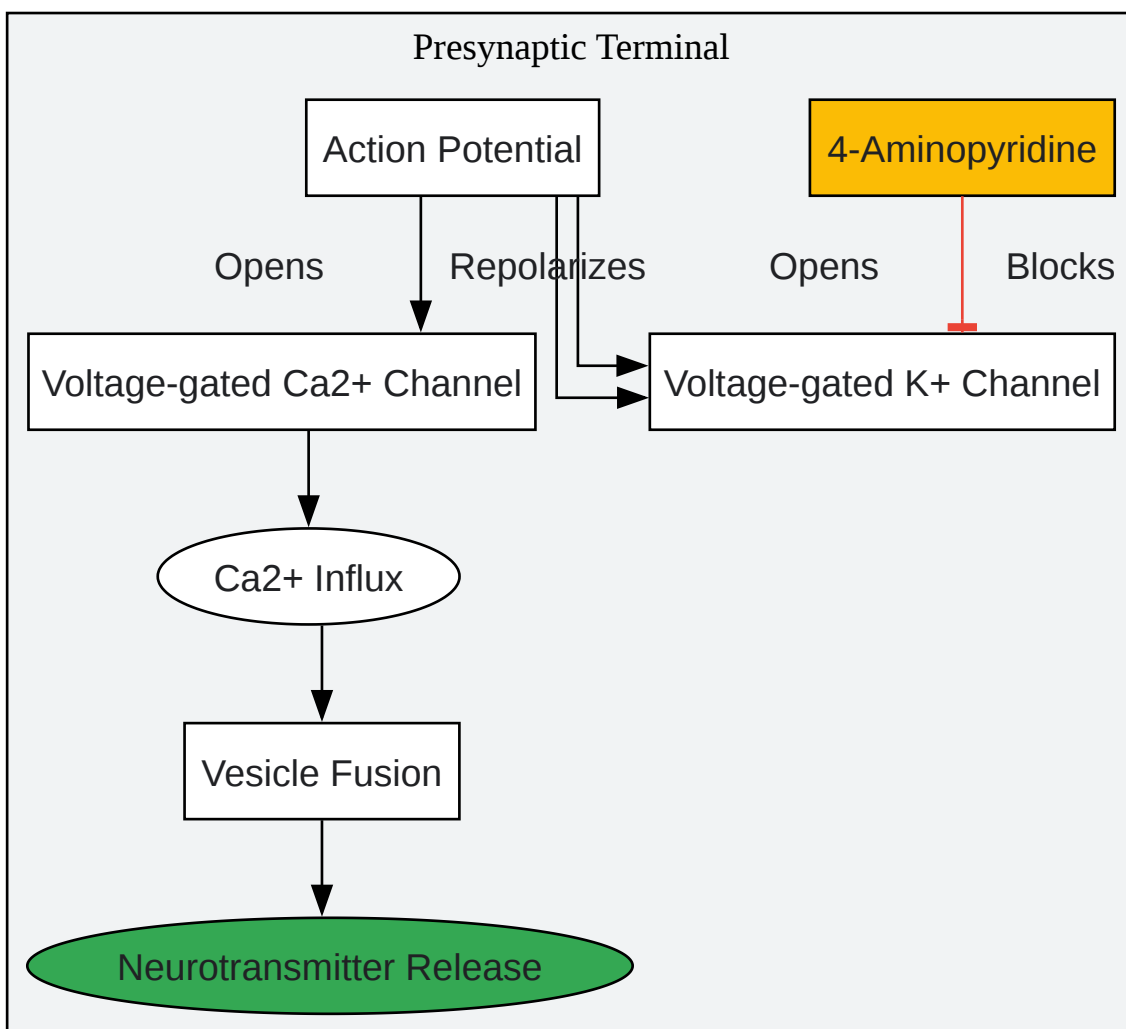 Presynaptic Terminal
Action Potential
4-Aminopyridine
Opens
Repolarizes
Opens
Blocks
Voltage-gated Ca2+ Channel
Voltage-gated K+ Channel
Ca2+ Influx
Vesicle Fusion
Neurotransmitter Release